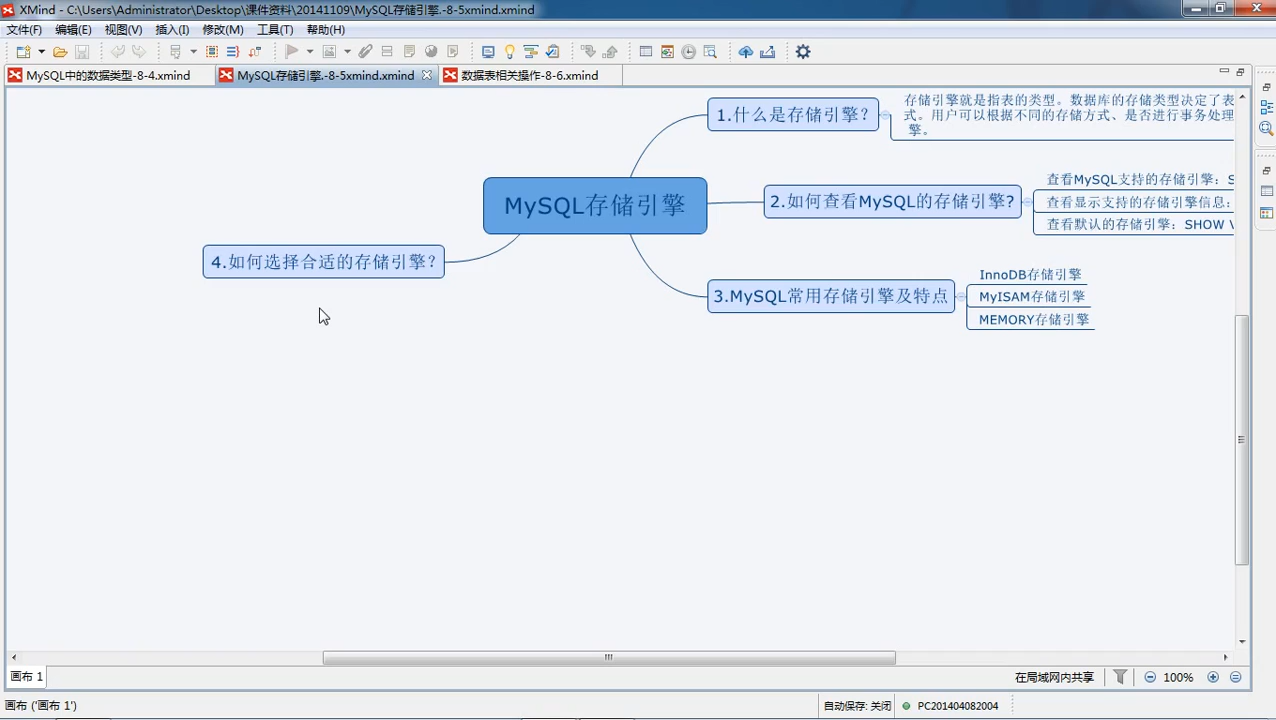 XMind - C:\Users\Administrator\Desktop\课件资料\20141109\MySQL存储引擎.-8-5xmind.xmind
文件(F) 编辑(E) 视图(V) 插入(I) 修改(M) 工具(T) 帮助(H)
MySQL中的数据类型-8-4.xmind
MySQL存储引擎.-8-5xmind.xmind
数据表相关操作-8-6.xmind
1.什么是存储引擎?
存储引擎就是指表的类型。数据库的存储类型决定了表
式。用户可以根据不同的存储方式、是否进行事务处理
擎。
MySQL存储引擎
2.如何查看MySQL的存储引擎?
查看MySQL支持的存储引擎：S
查看显示支持的存储引擎信息：
查看默认的存储引擎：SHOW V
4.如何选择合适的存储引擎?
3.MySQL常用存储引擎及特点
InnoDB存储引擎
MyISAM存储引擎
MEMORY存储引擎
画布 1
在局域网内共享
100%
画布 ('画布 1')
自动保存: 关闭
PC201404082004